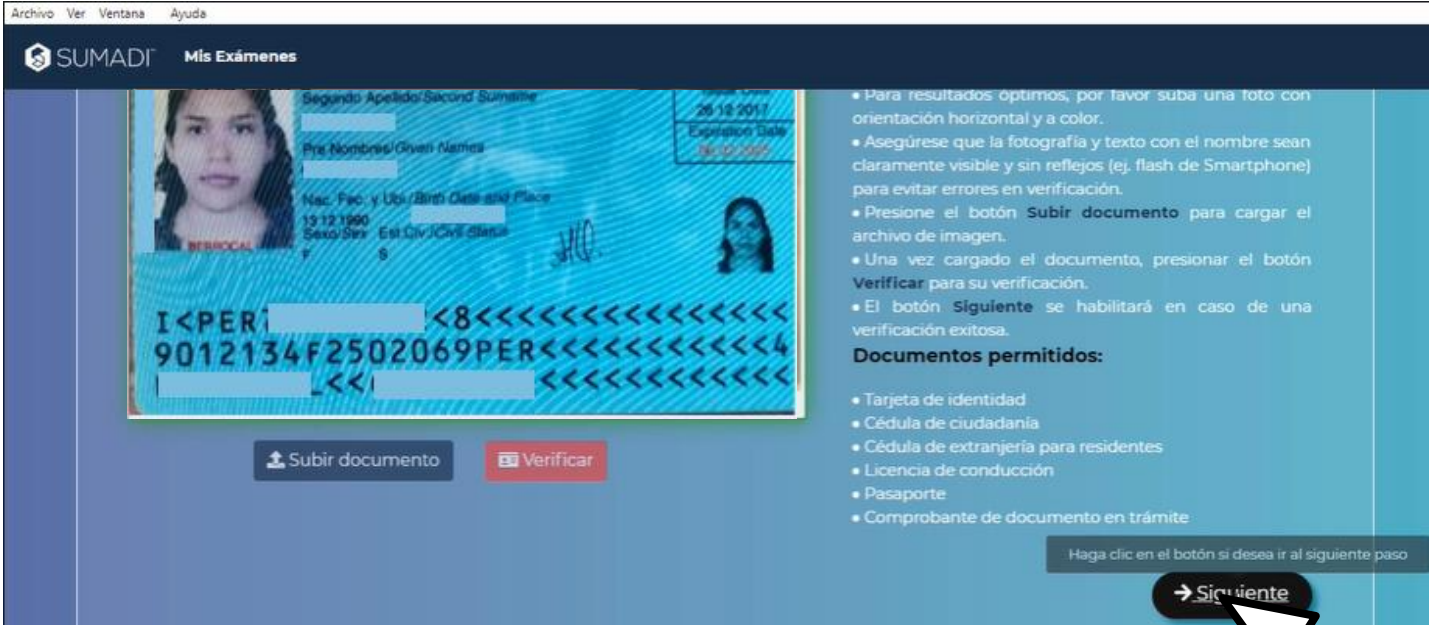 Archivo Ver Ventana Ayuda
SUMADI Mis Exámenes
Segundo Apellido/Second Surname
26 12 2017
Expiration Date
Pre Nombres/Given Names
Nac. Fec. y Ubi./Birth Date and Place
13 12 1990
Sexo/Sex Est.Civ./Civil Status
F S
BERROCAL
I<PER7 <8<<<<<<<<<<<<<<<
9012134F2502069PER<<<<<<<<<<<4
<< <<<<<<<<<<<<
Subir documento
Verificar
• Para resultados óptimos, por favor suba una foto con
orientación horizontal y a color.
• Asegúrese que la fotografía y texto con el nombre sean
claramente visible y sin reflejos (ej. flash de Smartphone)
para evitar errores en verificación.
• Presione el botón Subir documento para cargar el
archivo de imagen.
• Una vez cargado el documento, presionar el botón
Verificar para su verificación.
• El botón Siguiente se habilitará en caso de una
verificación exitosa.
Documentos permitidos:
• Tarjeta de identidad
• Cédula de ciudadanía
• Cédula de extranjería para residentes
• Licencia de conducción
• Pasaporte
• Comprobante de documento en trámite
Haga clic en el botón si desea ir al siguiente paso
Siguiente